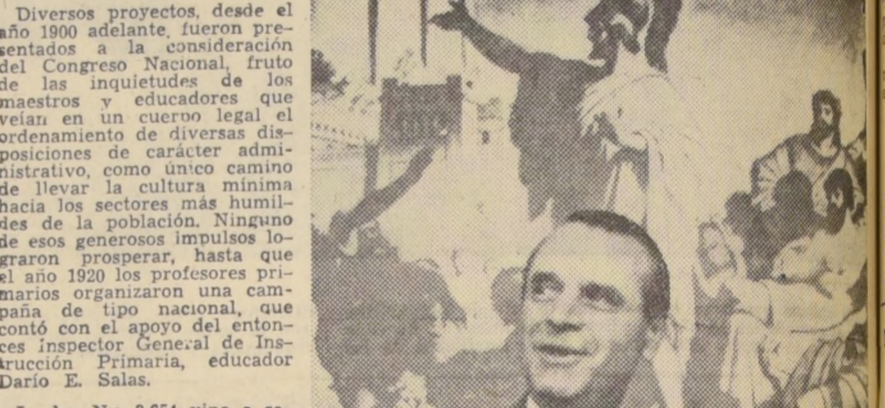 Diversos proyectos, desde el
año 1900 adelante, fueron pre-
sentados a la consideración
del Congreso Nacional, fruto
de las inquietudes de los
maestros y educadores que
veían en un cuerpo legal el
ordenamiento de diversas dis-
posiciones de carácter admi-
nistrativo, como único camino
de llevar la cultura mínima
hacia los sectores más humil-
des de la población. Ninguno
de esos generosos impulsos lo-
graron prosperar, hasta que
el año 1920 los profesores pri-
marios organizaron una cam-
paña de tipo nacional, que
contó con el apoyo del enton-
ces inspector General de Ins-
trucción Primaria, educador
Darío E. Salas.